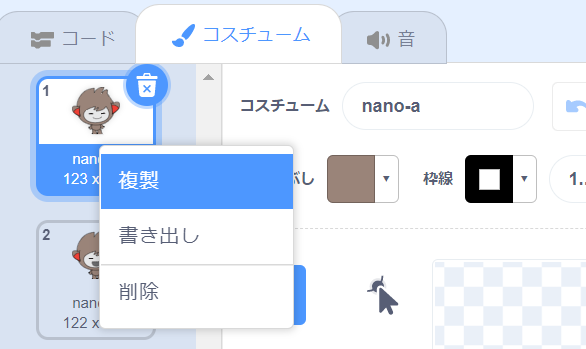 コード
コスチューム
音
1
nano
123 x
複製
書き出し
削除
2
nano
122 x
コスチューム
nano-a
ぶし
枠線
1..